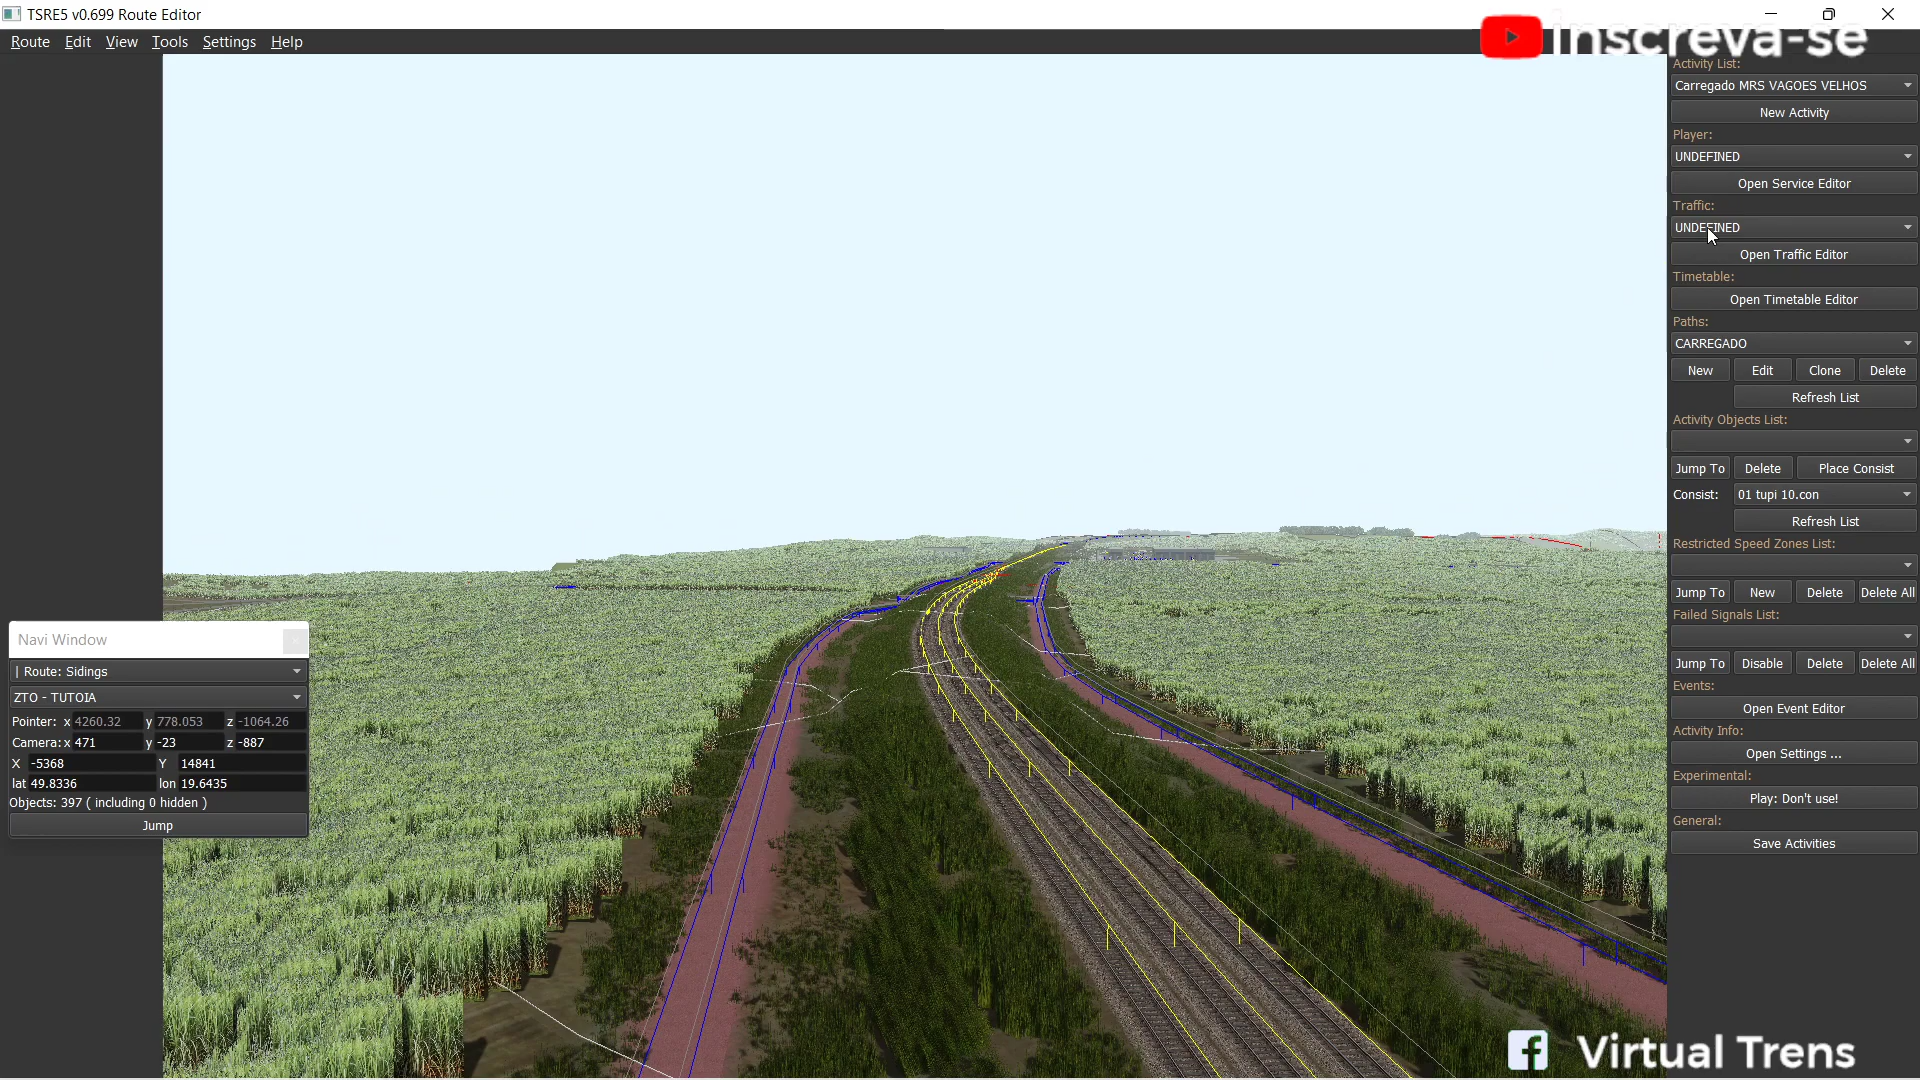 TSRE5 v0.699 Route Editor
Route Edit View Tools Settings Help
inscreva-se
Activity List:
Carregado MRS VAGOES VELHOS
New Activity
Player:
UNDEFINED
Open Service Editor
Traffic:
UNDEFINED
Open Traffic Editor
Timetable:
Open Timetable Editor
Paths:
CARREGADO
New Edit Clone Delete
Refresh List
Activity Objects List:
Jump To Delete Place Consist
Consist: 01 tupi 10.con
Refresh List
Restricted Speed Zones List:
Jump To New Delete Delete All
Failed Signals List:
Jump To Disable Delete Delete All
Events:
Open Event Editor
Activity Info:
Open Settings ...
Experimental:
Play: Don't use!
General:
Save Activities
Navi Window
| Route: Sidings
ZTO - TUTOIA
Pointer: x 4260.32 y 778.053 z -1064.26
Camera: x 471 y -23 z -887
X -5368 Y 14841
lat 49.8336 lon 19.6435
Objects: 397 ( including 0 hidden )
Jump
Virtual Trens